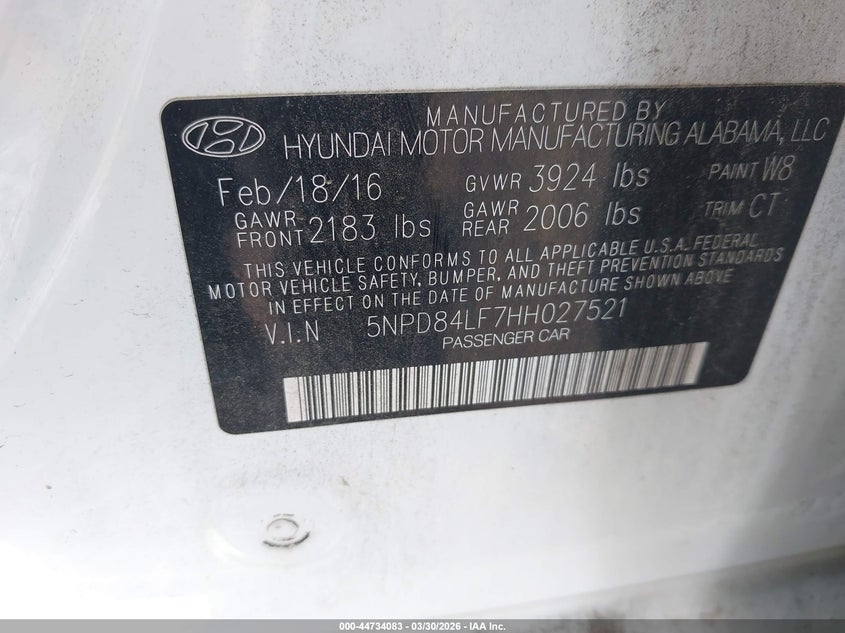 MANUFACTURED BY
HYUNDAI MOTOR MANUFACTURING ALABAMA, LLC
Feb/18/16 GVWR 3924 lbs PAINT W8
GAWR FRONT 2183 lbs GAWR REAR 2006 lbs TRIM CT
THIS VEHICLE CONFORMS TO ALL APPLICABLE U.S.A. FEDERAL
MOTOR VEHICLE SAFETY, BUMPER, AND THEFT PREVENTION STANDARDS
IN EFFECT ON THE DATE OF MANUFACTURE SHOWN ABOVE
V.I.N 5NPD84LF7HH027521
PASSENGER CAR
000-44734083 - 03/30/2026 - IAA Inc.